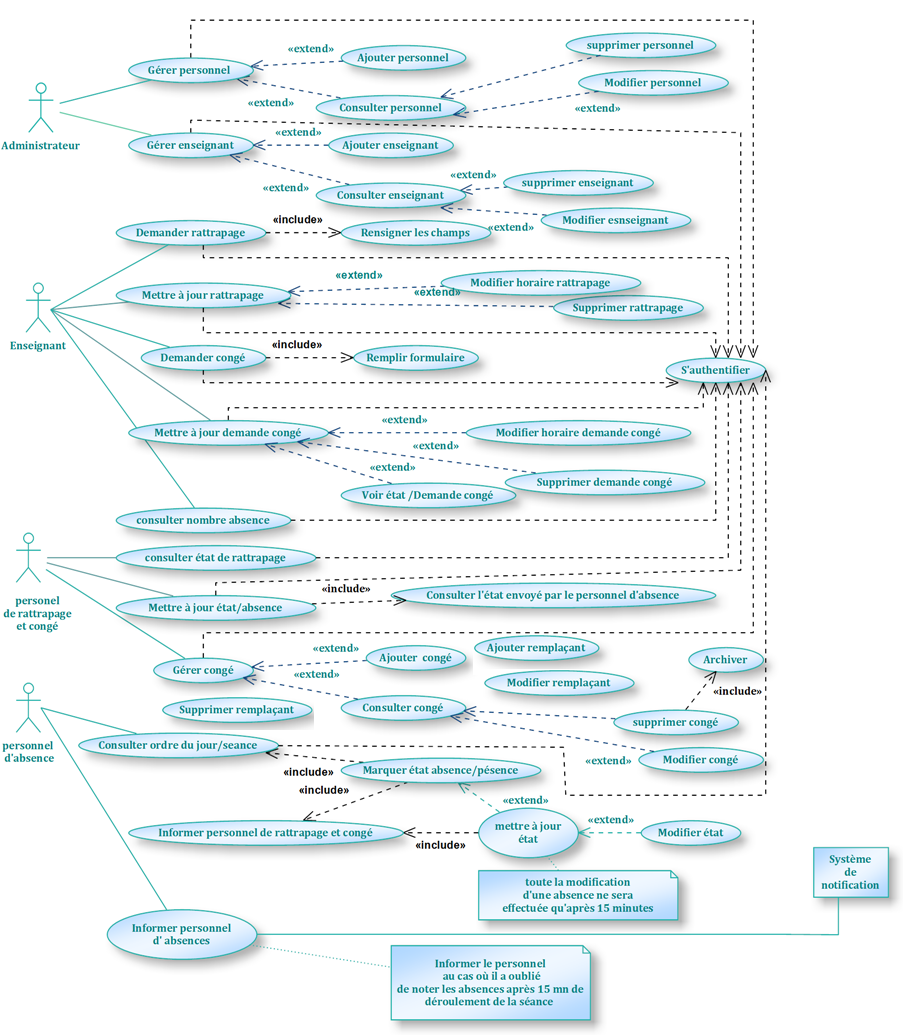 supprimer personnel
«extend»
Ajouter personnel
Gérer personnel
Modifier personnel
«extend»
Consulter personnel
«extend»
Administrateur
«extend»
Gérer enseignant
Ajouter enseignant
«extend»
supprimer enseignant
«extend»
Consulter enseignant
Modifier esnseignant
«include»
«extend»
Demander rattrapage
Rensigner les champs
«extend»
Modifier horaire rattrapage
«extend»
Mettre à jour rattrapage
Supprimer rattrapage
Enseignant
«include»
Demander congé
Remplir formulaire
S'authentifier
«extend»
Mettre à jour demande congé
Modifier horaire demande congé
«extend»
«extend»
Supprimer demande congé
Voir état /Demande congé
consulter nombre absence
consulter état de rattrapage
«include»
personel
de rattrapage
et congé
Mettre à jour état/absence
Consulter l'état envoyé par le personnel d'absence
«extend»
Ajouter congé
Ajouter remplaçant
Archiver
Gérer congé
«extend»
Modifier remplaçant
«include»
Supprimer remplaçant
Consulter congé
supprimer congé
personnel
d'absence
Consulter ordre du jour/seance
«extend»
Modifier congé
«include»
Marquer état absence/pésence
«include»
«extend»
Informer personnel de rattrapage et congé
«include»
mettre à jour
état
«extend»
Modifier état
Système
de
notification
toute la modification
d'une absence ne sera
effectuée qu'après 15 minutes
Informer personnel
d' absences
Informer le personnel
au cas où il a oublié
de noter les absences après 15 mn de
déroulement de la séance